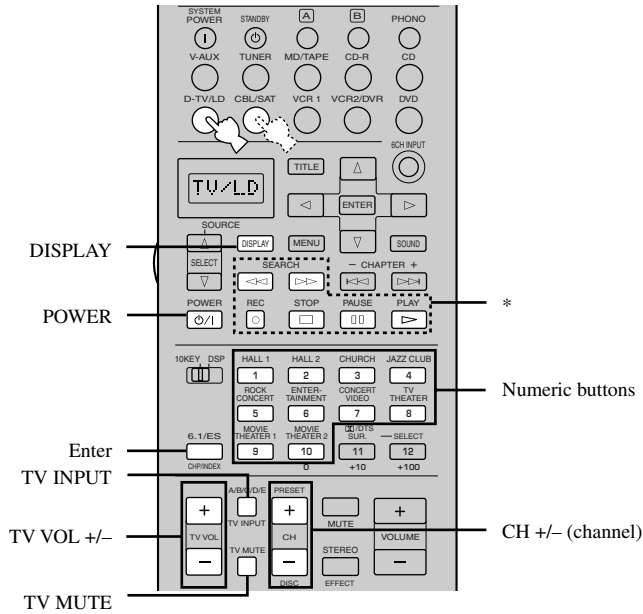 SYSTEM
POWER STANDBY A B PHONO
V-AUX TUNER MD/TAPE CD-R CD
D-TV/LD CBL/SAT VCR 1 VCR2/DVR DVD
6CH INPUT
TITLE
TV/LD
ENTER
SOURCE
DISPLAY
DISPLAY MENU SOUND
SELECT
SEARCH – CHAPTER +
*
POWER
POWER REC STOP PAUSE PLAY
10KEY DSP
HALL 1 HALL 2 CHURCH JAZZ CLUB
1 2 3 4
Numeric buttons
ROCK CONCERT ENTER-TAINMENT CONCERT VIDEO TV THEATER
5 6 7 8
MOVIE THEATER 1 MOVIE THEATER 2 /DTS SUR. SELECT
Enter
6.1/ES 9 10 11 12
CHP/INDEX 0 +10 +100
TV INPUT
A/B/C/D/E PRESET
+ TV INPUT + MUTE +
TV VOL +/–
TV VOL CH VOLUME
CH +/– (channel)
– TV MUTE – STEREO –
DISC EFFECT
TV MUTE